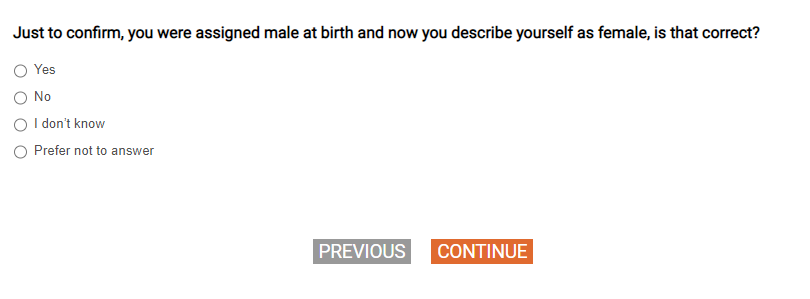 Just to confirm, you were assigned male at birth and now you describe yourself as female, is that correct?
Yes
No
I don't know
Prefer not to answer
PREVIOUS CONTINUE